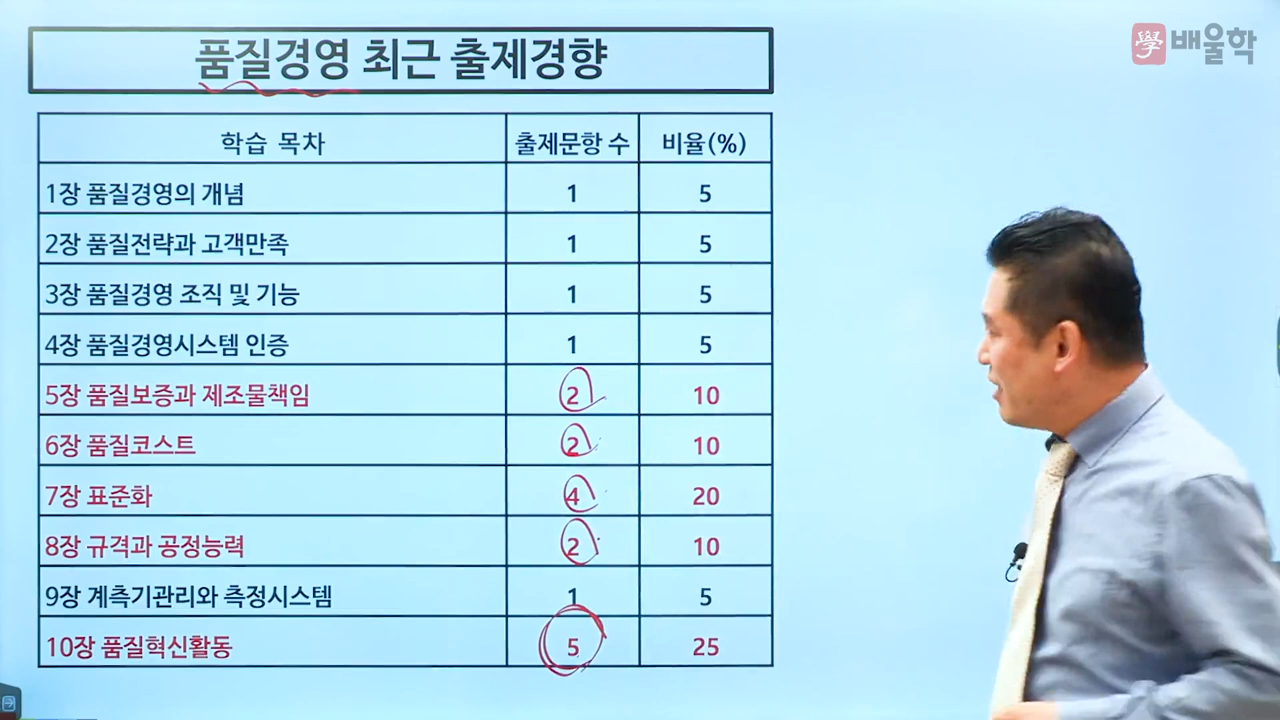 품질경영 최근 출제경향
學 배울학
학습 목차 출제문항 수 비율(%)
1장 품질경영의 개념 1 5
2장 품질전략과 고객만족 1 5
3장 품질경영 조직 및 기능 1 5
4장 품질경영시스템 인증 1 5
5장 품질보증과 제조물책임 2 10
6장 품질코스트 2 10
7장 표준화 4 20
8장 규격과 공정능력 2 10
9장 계측기관리와 측정시스템 1 5
10장 품질혁신활동 5 25